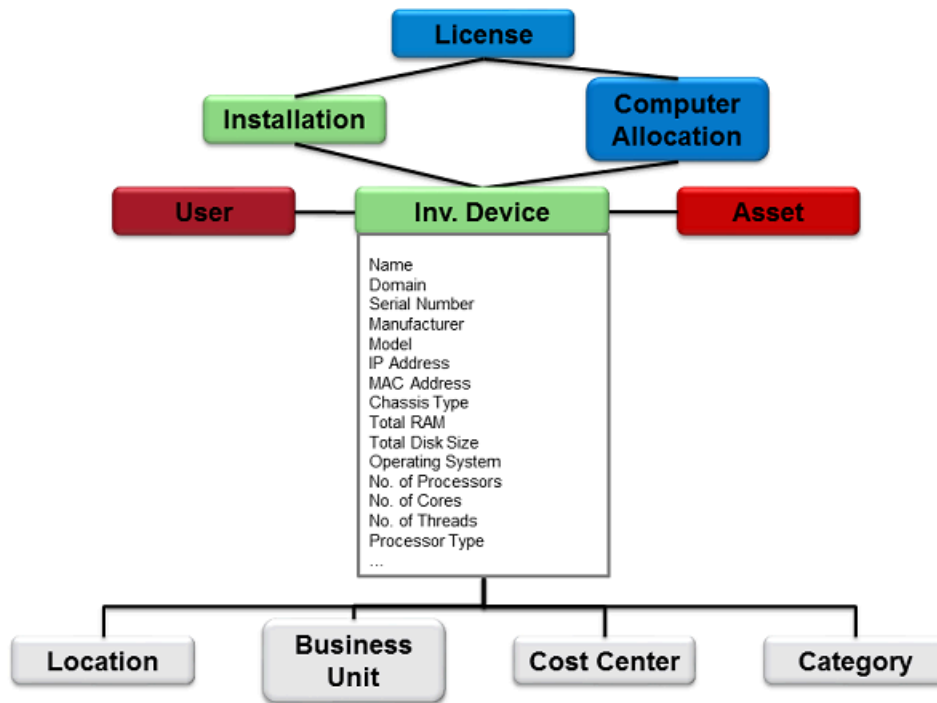 License
Installation
Computer
Allocation
User
Inv. Device
Asset
Name
Domain
Serial Number
Manufacturer
Model
IP Address
MAC Address
Chassis Type
Total RAM
Total Disk Size
Operating System
No. of Processors
No. of Cores
No. of Threads
Processor Type
...
Location
Business
Unit
Cost Center
Category